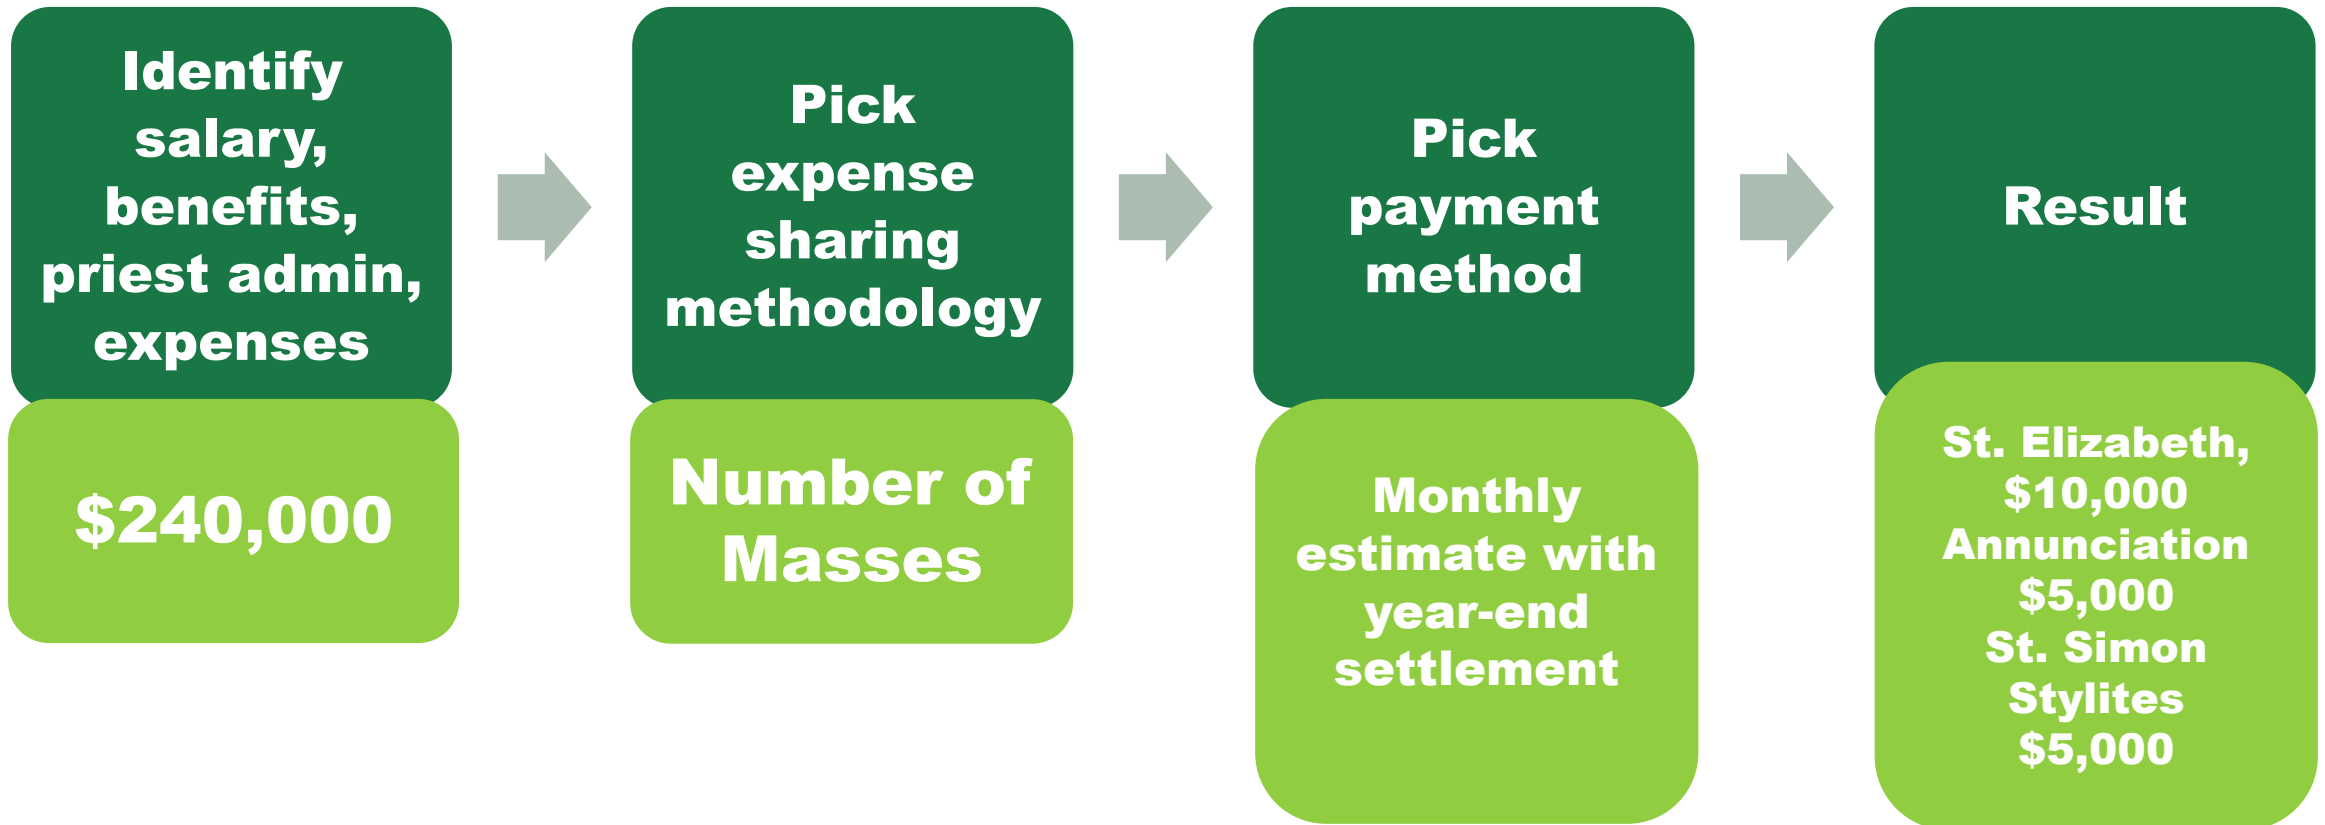 Identify
salary,
benefits,
priest admin,
expenses
$240,000
Pick
expense
sharing
methodology
Number of
Masses
Pick
payment
method
Monthly
estimate with
year-end
settlement
Result
St. Elizabeth,
$10,000
Annunciation
$5,000
St. Simon
Stylites
$5,000